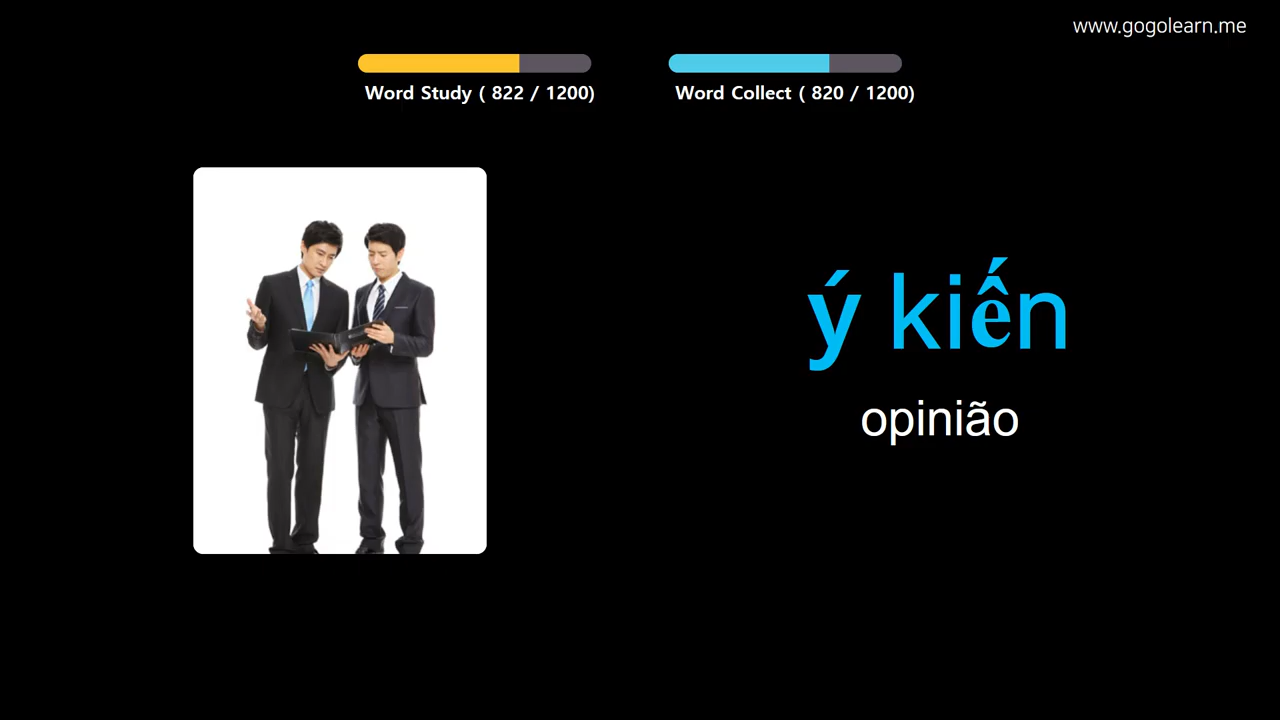 www.gogolearn.me
Word Study ( 822 / 1200)
Word Collect ( 820 / 1200)
ý kiến
opinião